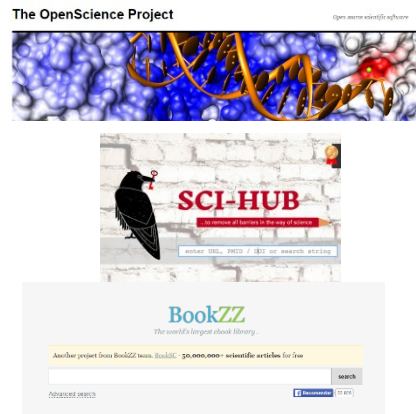 The OpenScience Project
Open source scientific software
SCI-HUB
...to remove all barriers in the way of science
enter URL, PMID / DOI or search string
BookZZ
The world's largest ebook library.
Another project from BookZZ team. BookSC - 50,000,000+ scientific articles for free
search
Advanced search
Recomendar